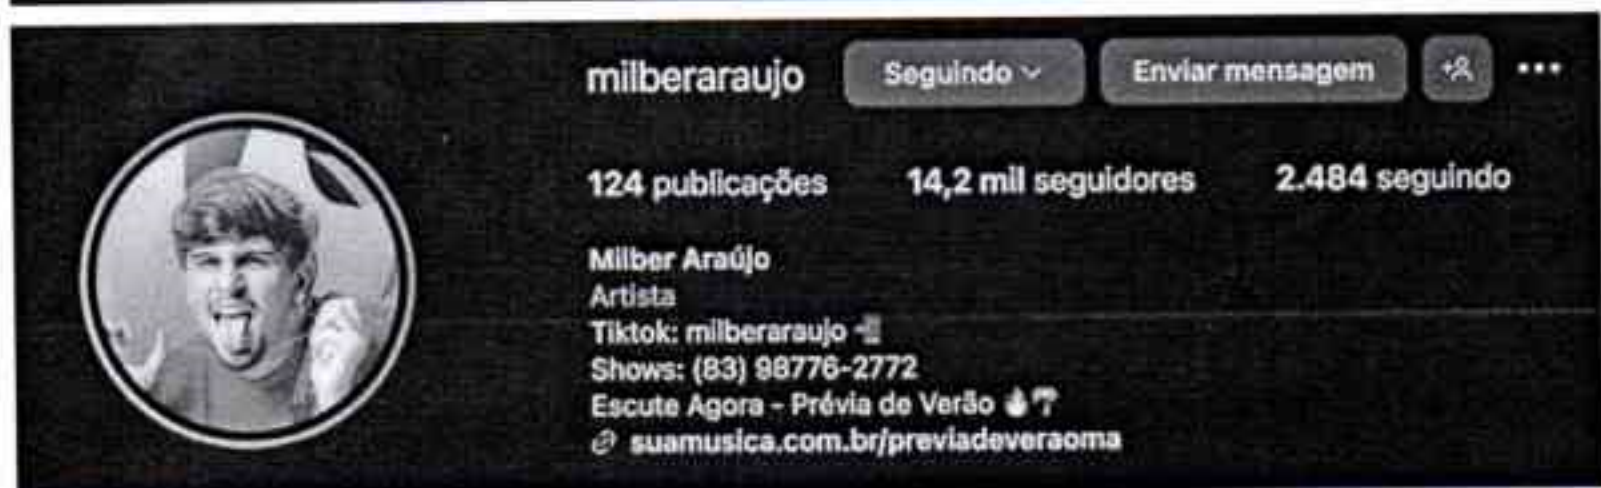 milberaraujo Seguindo Enviar mensagem
124 publicações 14,2 mil seguidores 2.484 seguindo
Milber Araújo
Artista
Tiktok: milberaraujo
Shows: (83) 98776-2772
Escute Agora - Prévia de Verão
suamusica.com.br/previadeveraoma